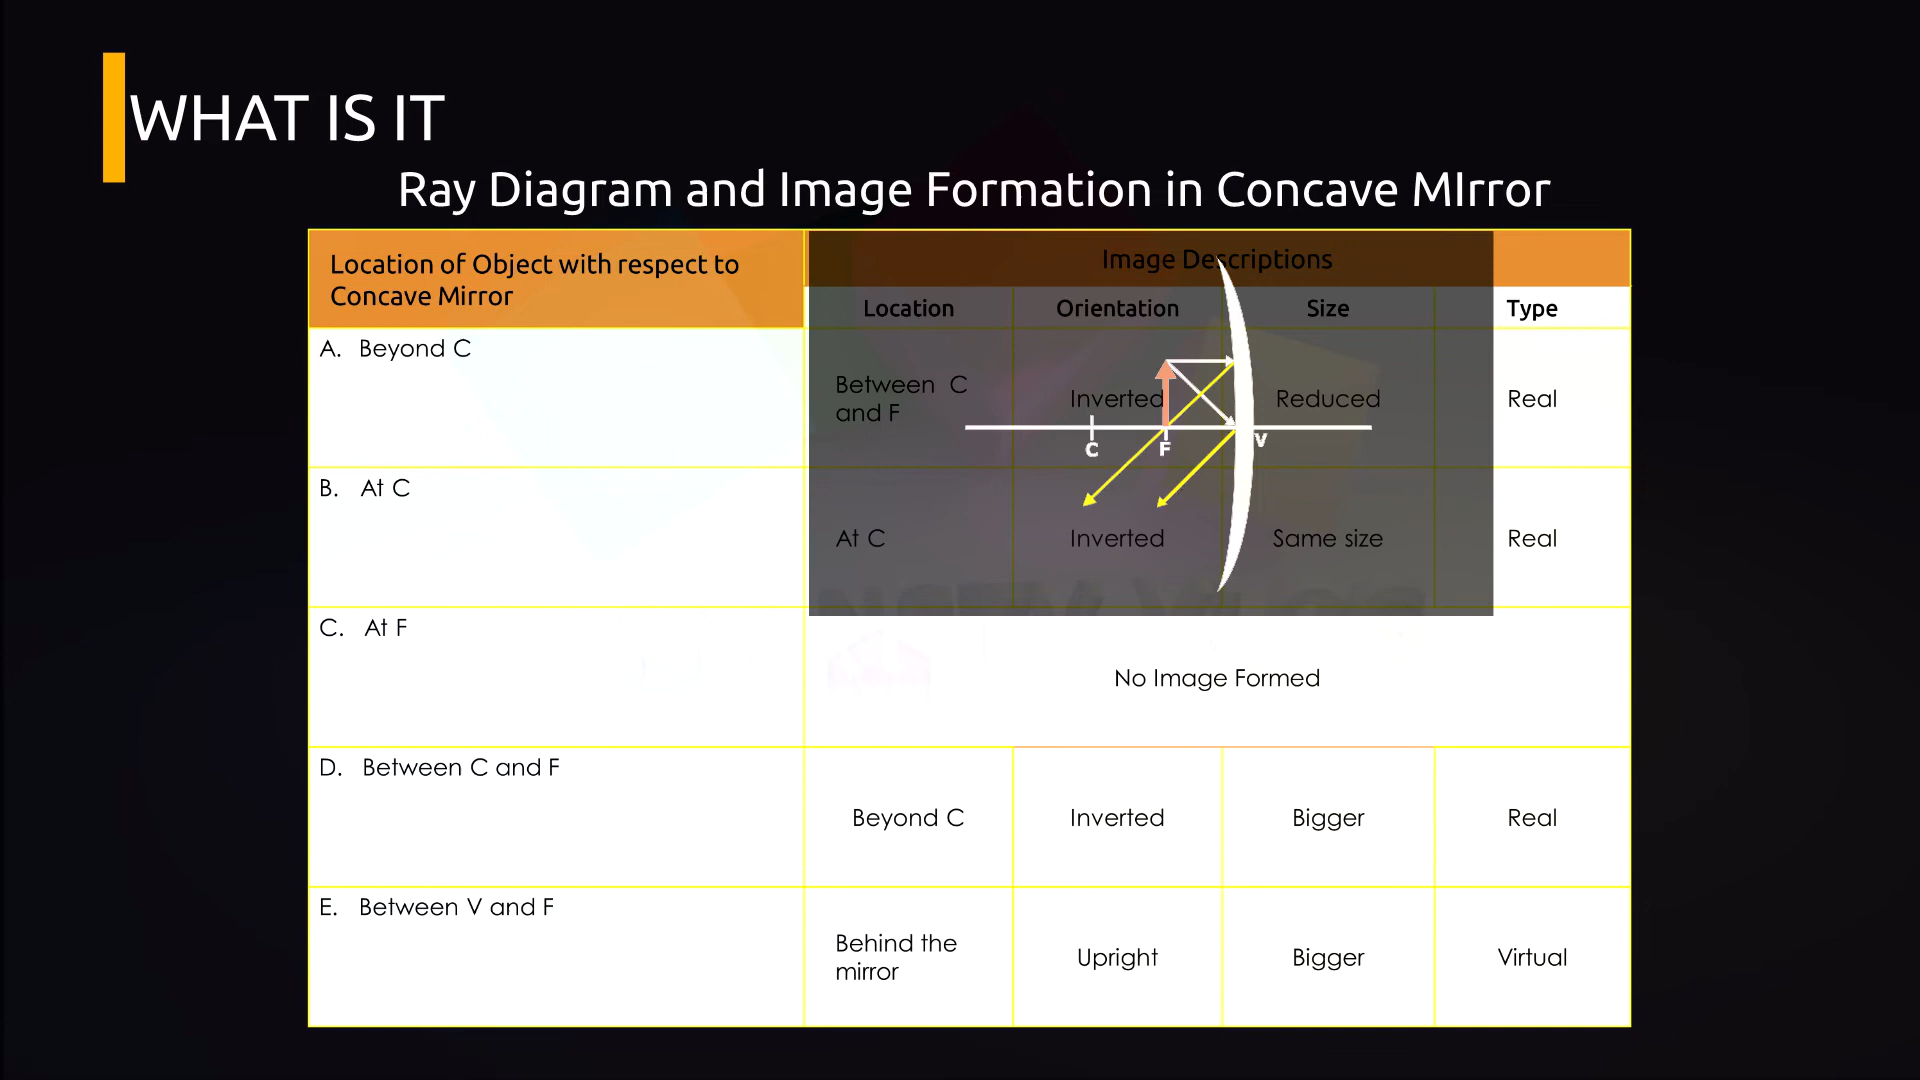 WHAT IS IT
Ray Diagram and Image Formation in Concave MIrror
Location of Object with respect to
Concave Mirror
Image Descriptions
Location
Orientation
Size
Type
A. Beyond C
Between C
and F
Inverted
Reduced
Real
C
F
V
B. At C
At C
Inverted
Same size
Real
C. At F
No Image Formed
D. Between C and F
Beyond C
Inverted
Bigger
Real
E. Between V and F
Behind the
mirror
Upright
Bigger
Virtual